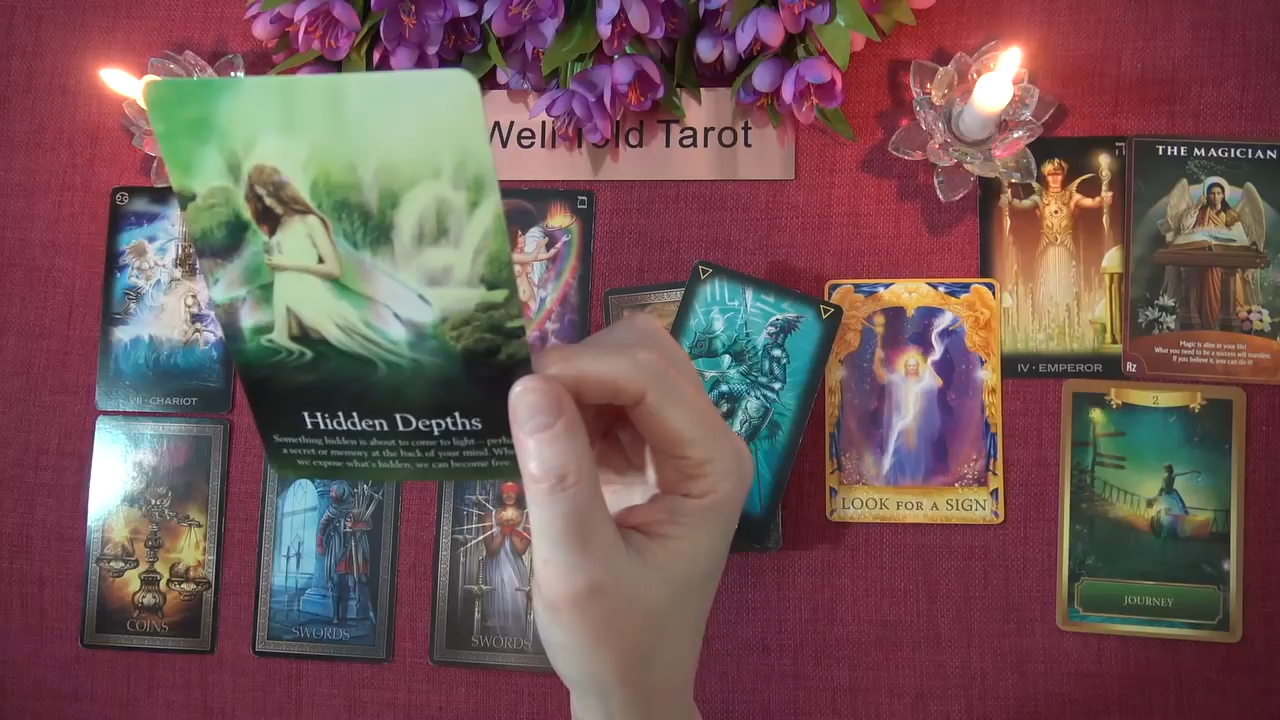 Well Told Tarot
THE MAGICIAN
Magic is alive in your life!
What you need to be a success will manifest.
If you believe it, you can do it!
Rz
IV · EMPEROR
VII · CHARIOT
Hidden Depths
Something hidden is about to come to light – perhaps
a secret or memory at the back of your mind. When
we expose what's hidden, we can become free.
LOOK FOR A SIGN
2
JOURNEY
COINS
SWORDS
SWORDS